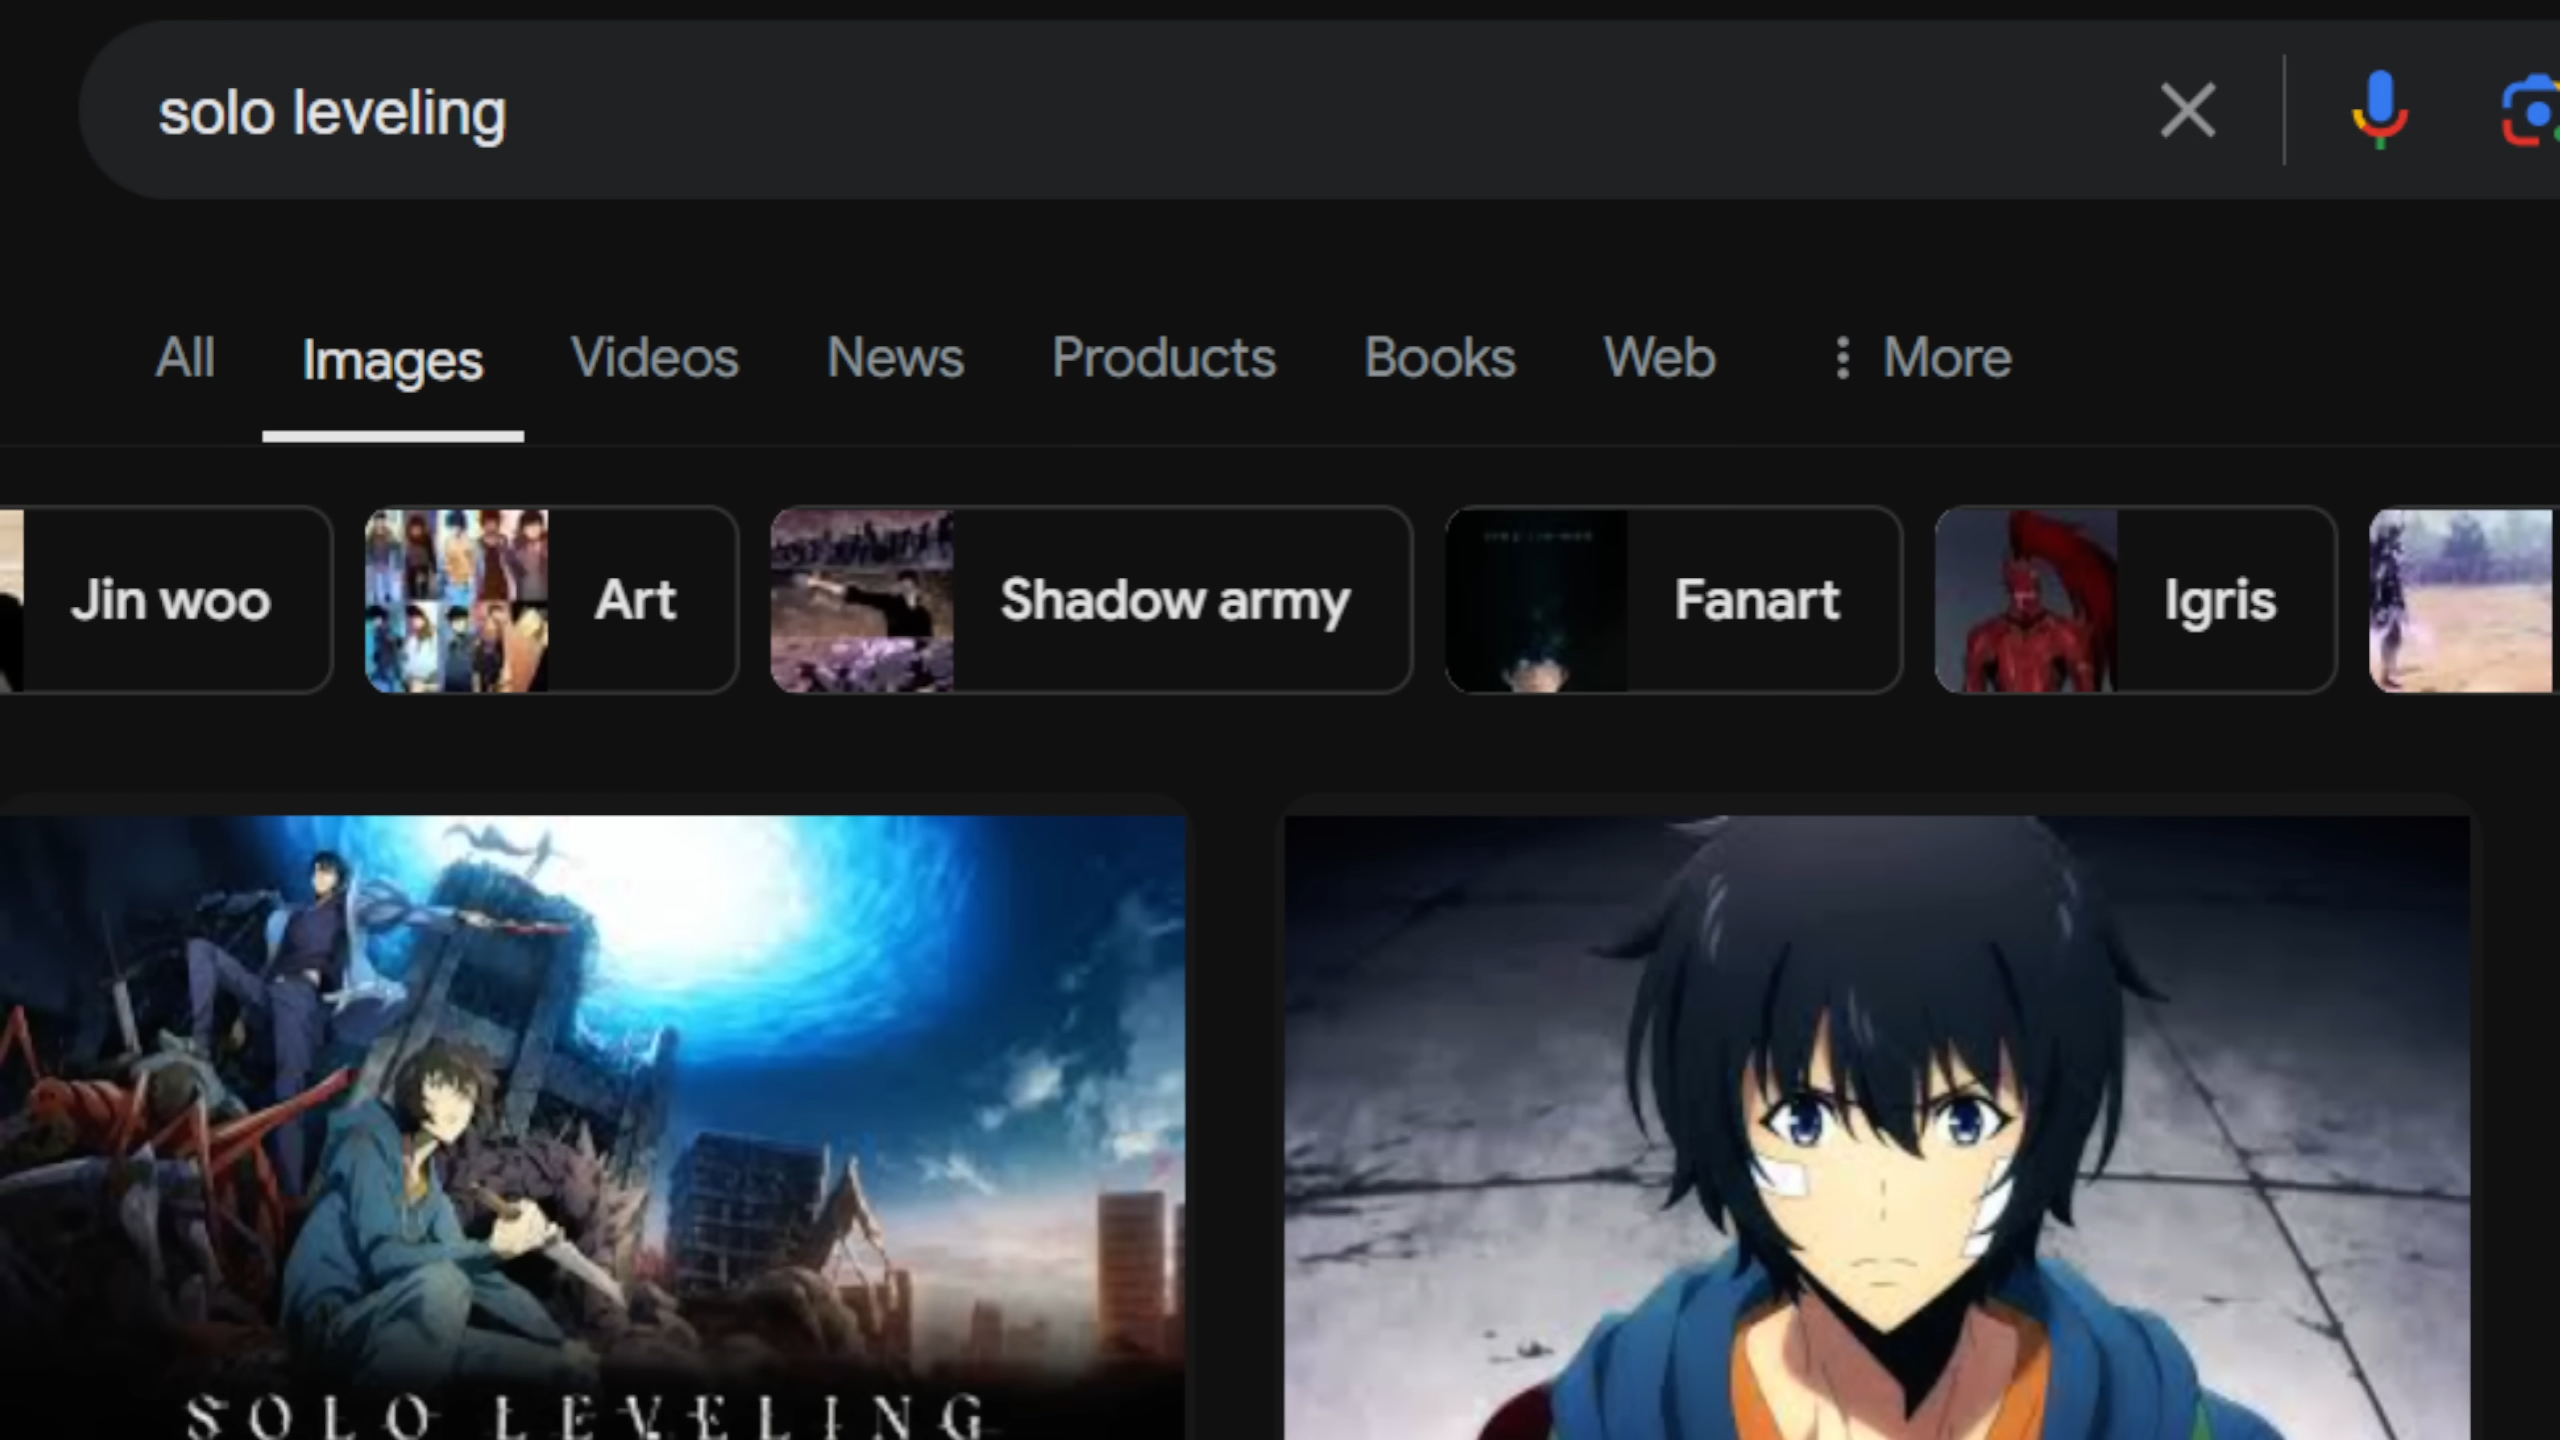 solo leveling
All Images Videos News Products Books Web More
Jin woo Art Shadow army Fanart Igris
SOLO LEVELING